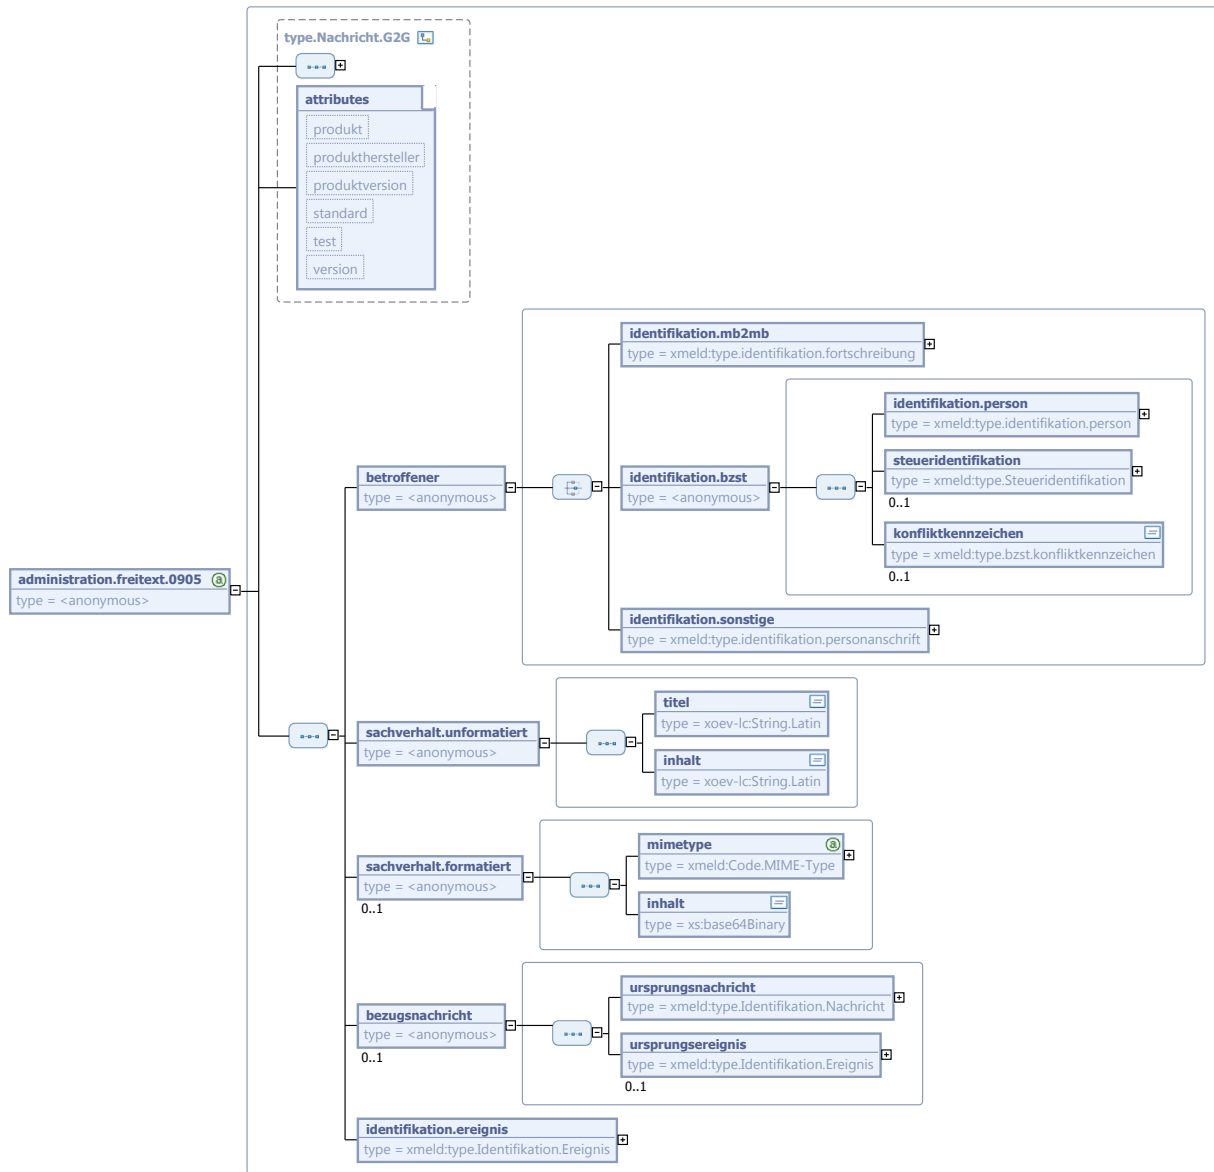 type.Nachricht.G2G
attributes
produkt
produkthersteller
produktversion
standard
test
version
identifikation.mb2mb
type = xmeld:type.identifikation.fortschreibung
identifikation.person
type = xmeld:type.identifikation.person
betroffener
type = <anonymous>
identifikation.bzst
type = <anonymous>
steueridentifikation
type = xmeld:type.Steueridentifikation
0..1
konfliktkennzeichen
type = xmeld:type.bzst.konfliktkennzeichen
0..1
administration.freitext.0905
a
type = <anonymous>
identifikation.sonstige
type = xmeld:type.identifikation.personanschrift
sachverhalt.unformatiert
type = <anonymous>
titel
type = xoev-lc:String.Latin
inhalt
type = xoev-lc:String.Latin
sachverhalt.formatiert
type = <anonymous>
0..1
mimetype
a
type = xmeld:Code.MIME-Type
inhalt
type = xs:base64Binary
bezugsnachricht
type = <anonymous>
0..1
ursprungsnachricht
type = xmeld:type.Identifikation.Nachricht
ursprungsereignis
type = xmeld:type.Identifikation.Ereignis
0..1
identifikation.ereignis
type = xmeld:type.Identifikation.Ereignis